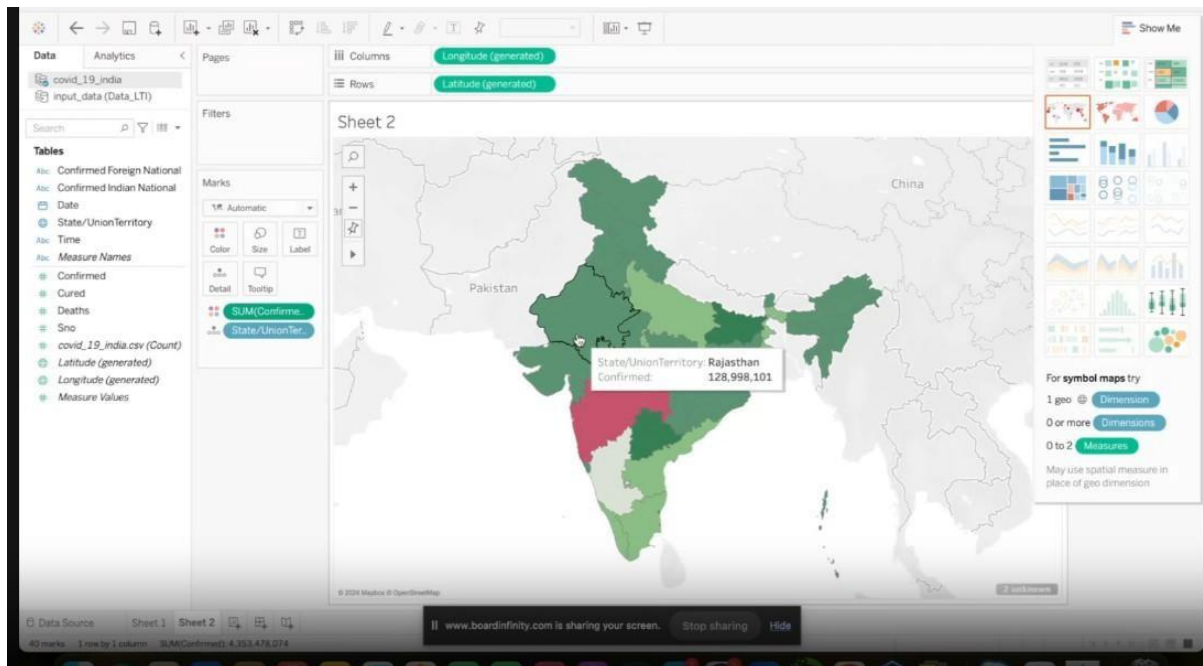 Show Me
Data Analytics
covid_19_india
input_data (Data_LTI)
Search
Tables
Abc Confirmed Foreign National
Abc Confirmed Indian National
Date
State/UnionTerritory
Abc Time
Abc Measure Names
# Confirmed
# Cured
# Deaths
# Sno
# covid_19_india.csv (Count)
Latitude (generated)
Longitude (generated)
# Measure Values
Pages
Filters
Marks
Automatic
Color Size Label
Detail Tooltip
SUM(Confirme..
State/UnionTer..
Columns Longitude (generated)
Rows Latitude (generated)
Sheet 2
China
Pakistan
State/UnionTerritory: Rajasthan
Confirmed: 128,998,101
© 2024 Mapbox © OpenStreetMap
2 unknown
For symbol maps try
1 geo Dimension
0 or more Dimensions
0 to 2 Measures
May use spatial measure in
place of geo dimension
Data Source Sheet 1 Sheet 2
www.boardinfinity.com is sharing your screen. Stop sharing Hide
40 marks 1 row by 1 column SUM(Confirmed): 4,353,478,074